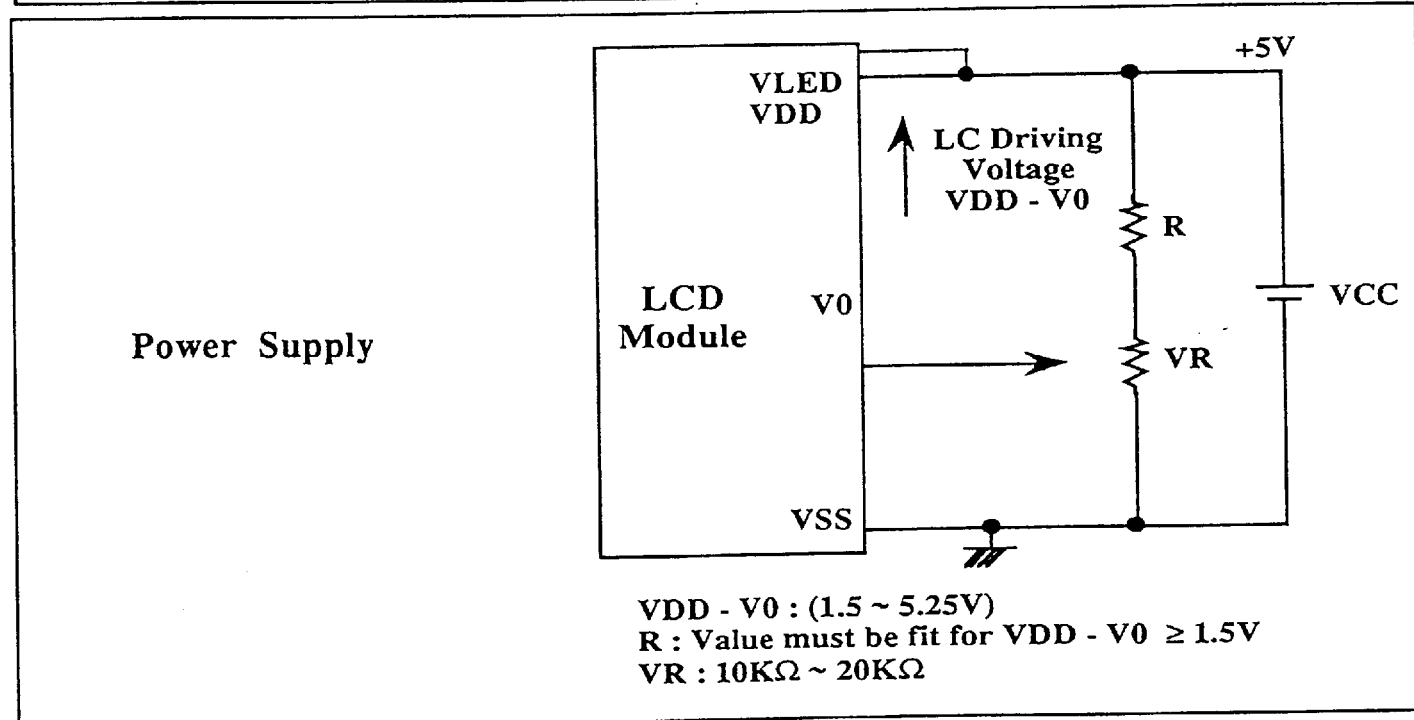 Power Supply
VLED
VDD
+5V
LC Driving
Voltage
VDD - V0
R
LCD
Module
V0
VCC
VR
VSS
VDD - V0 : (1.5 ~ 5.25V)
R : Value must be fit for VDD - V0 ≥ 1.5V
VR : 10KΩ ~ 20KΩ